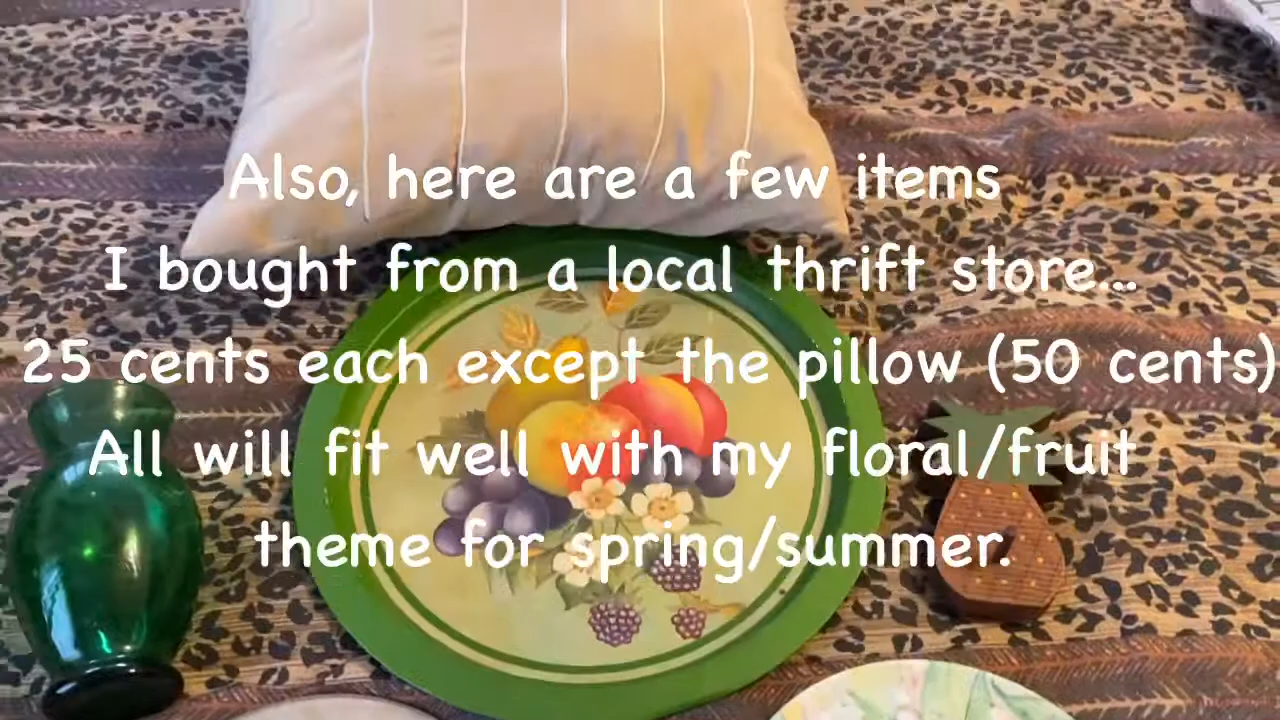 Also, here are a few items
I bought from a local thrift store...
25 cents each except the pillow (50 cents)
All will fit well with my floral/fruit
theme for spring/summer.